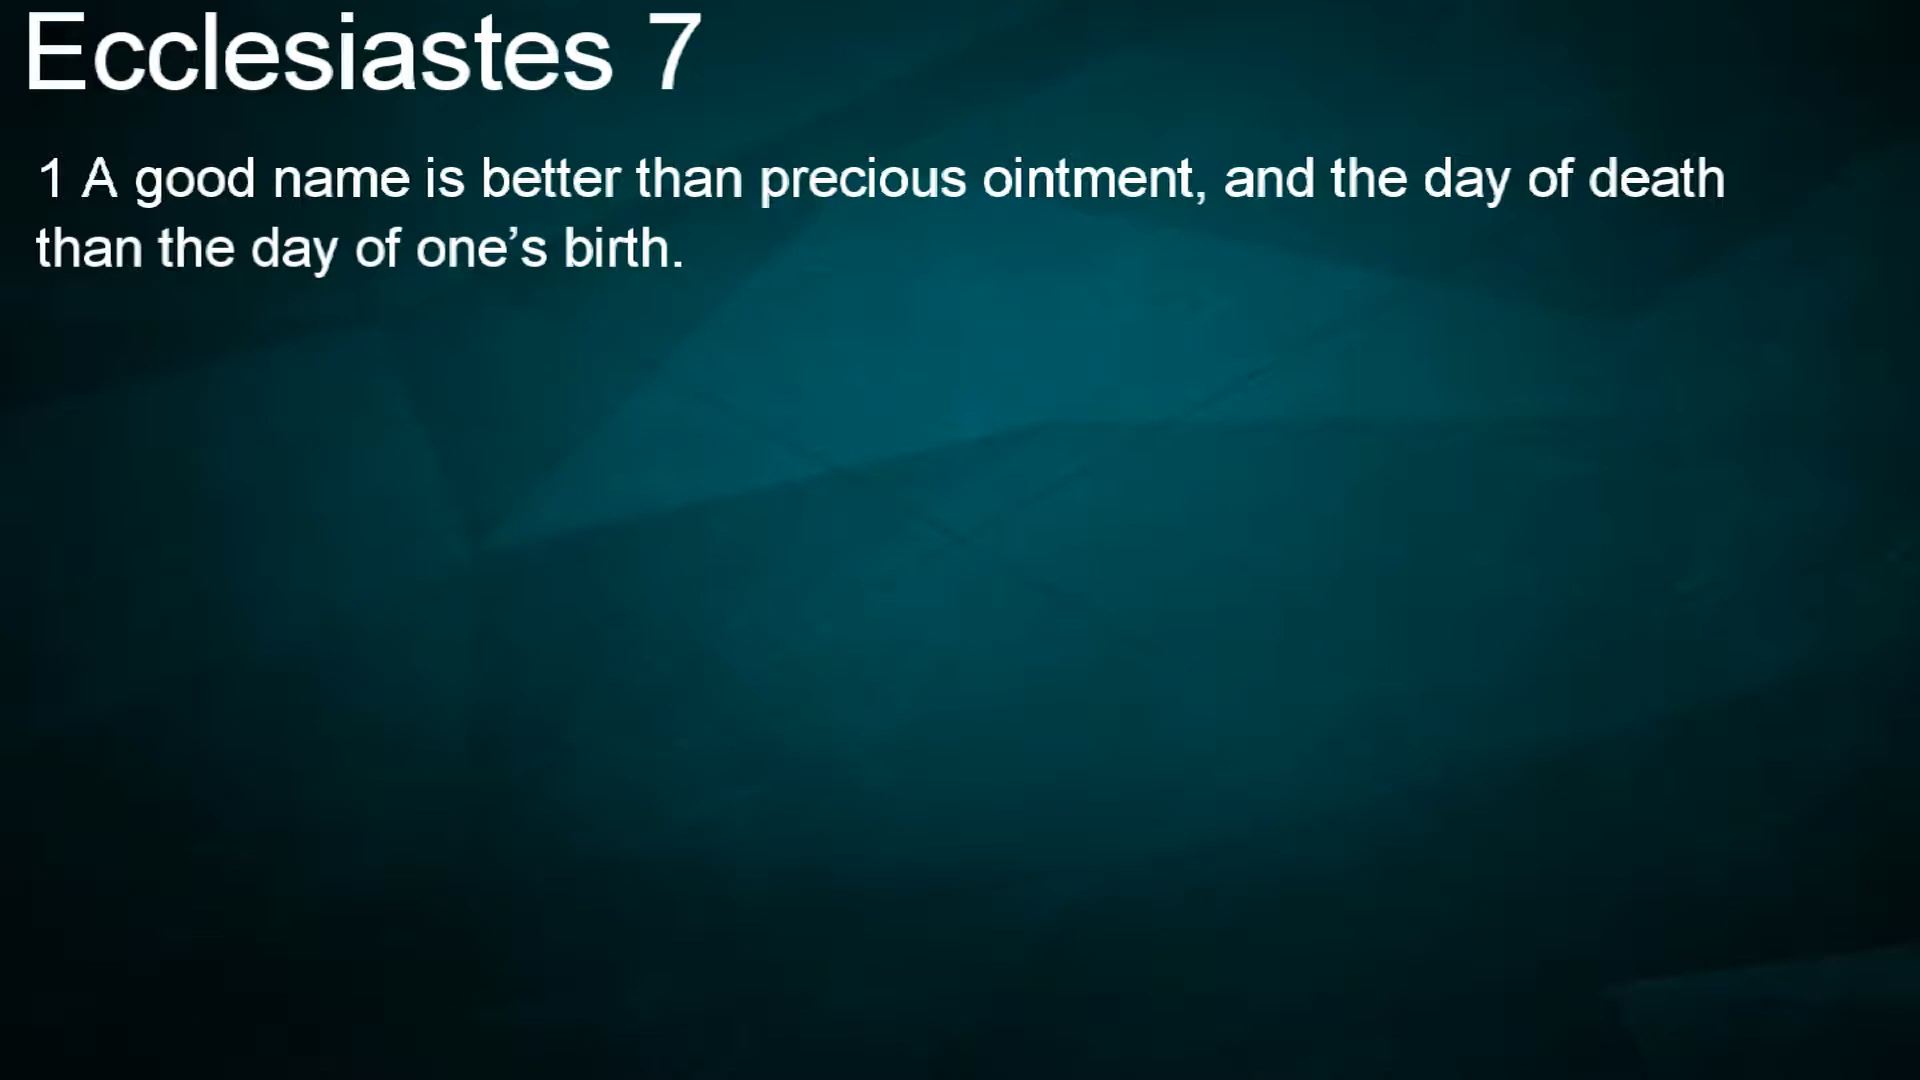 Ecclesiastes 7
1 A good name is better than precious ointment, and the day of death
than the day of one’s birth.